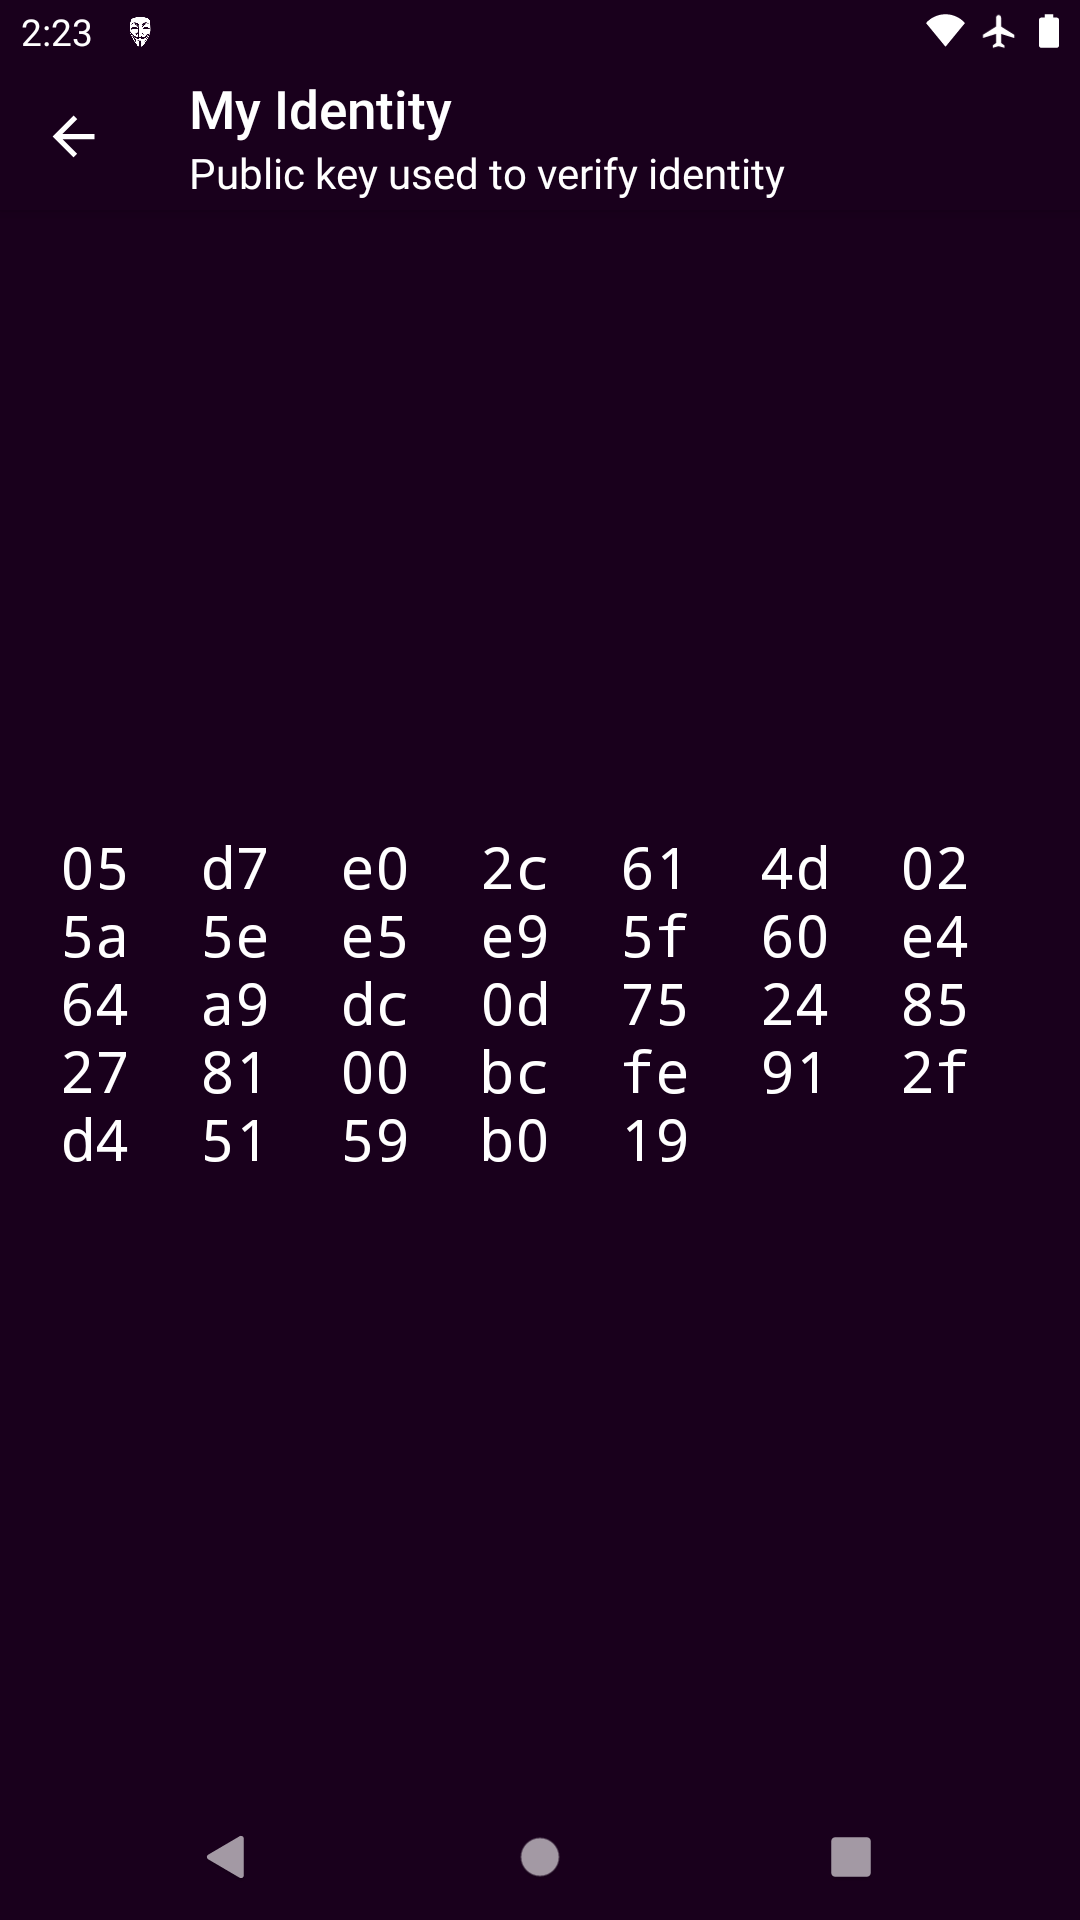 2:23
My Identity
Public key used to verify identity
05 d7 e0 2c 61 4d 02
5a 5e e5 e9 5f 60 e4
64 a9 dc 0d 75 24 85
27 81 00 bc fe 91 2f
d4 51 59 b0 19